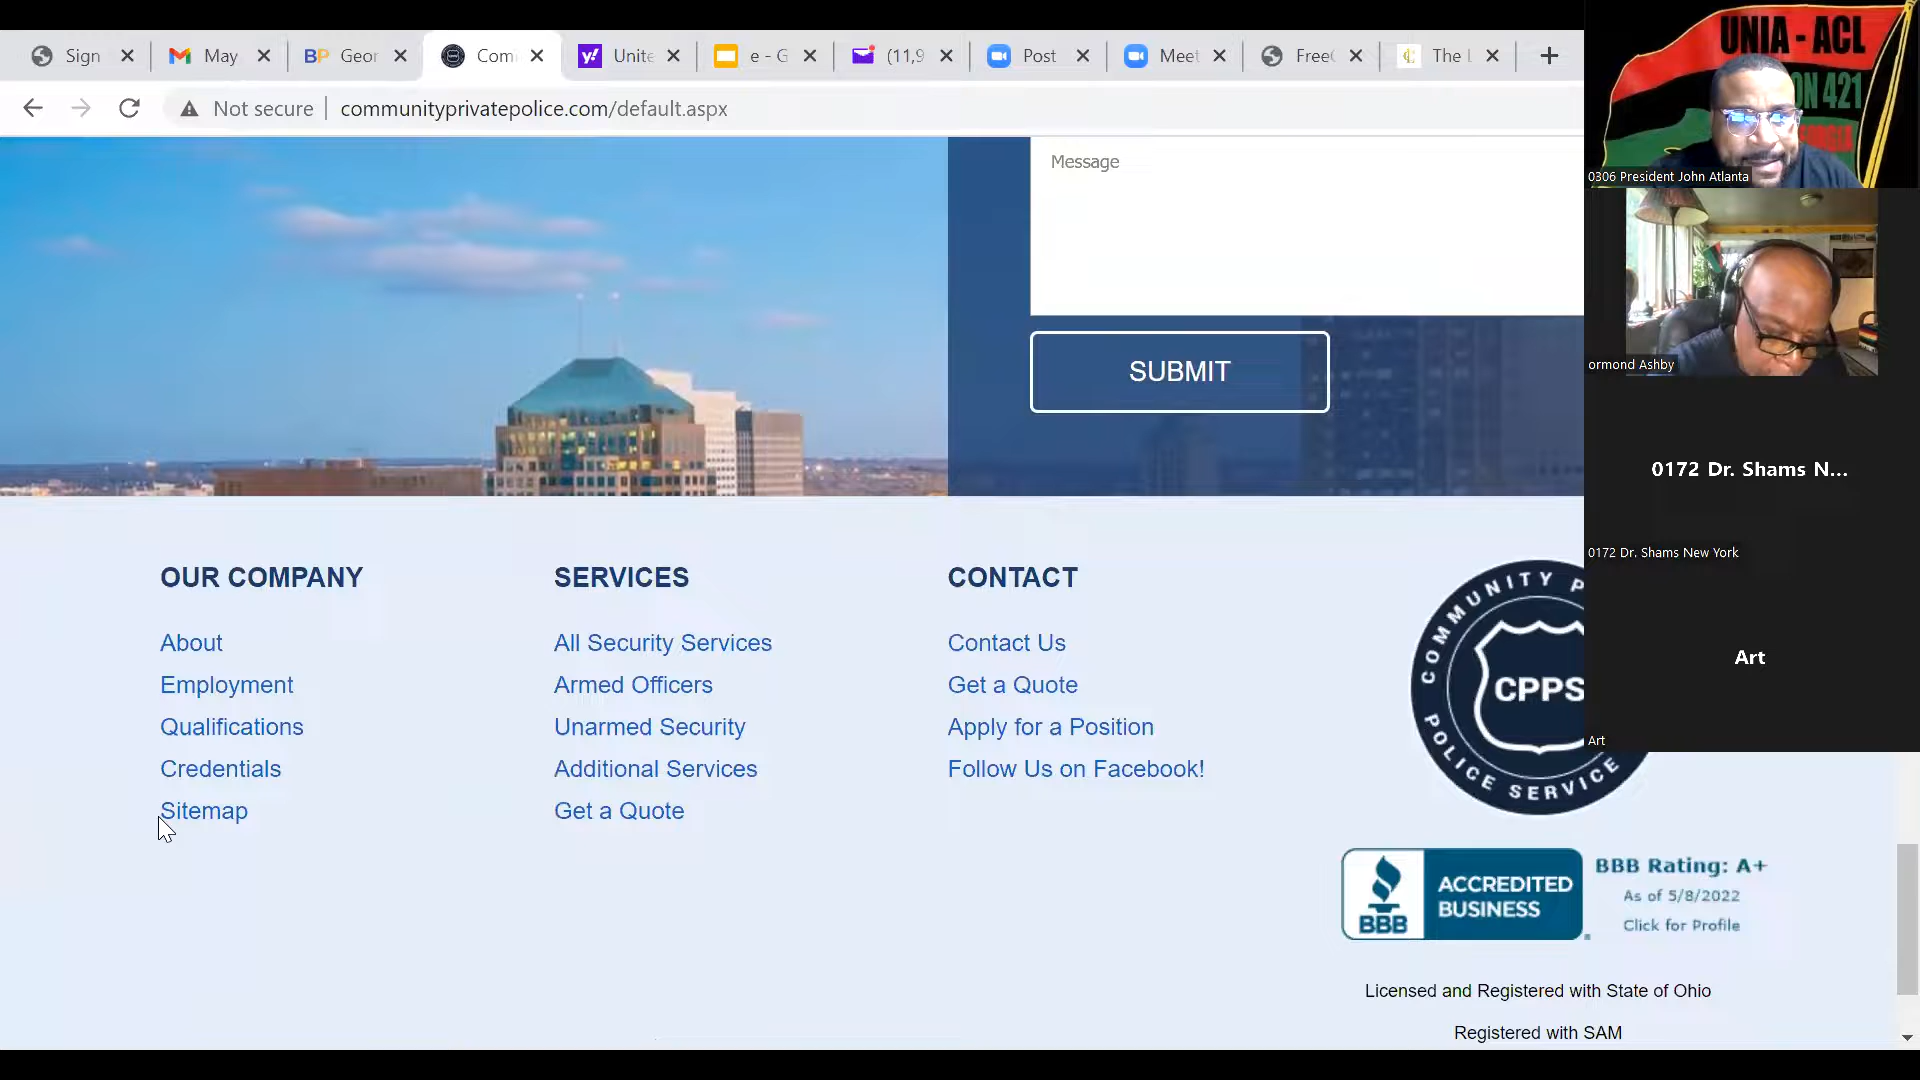 Sign
May
BP Geor
Com
y! Unite
e - G
(11,9
Post
Meet
Free
The L
Not secure communityprivatepolice.com/default.aspx
Message
SUBMIT
OUR COMPANY
About
Employment
Qualifications
Credentials
Sitemap
SERVICES
All Security Services
Armed Officers
Unarmed Security
Additional Services
Get a Quote
CONTACT
Contact Us
Get a Quote
Apply for a Position
Follow Us on Facebook!
COMMUNITY P
CPPS
POLICE SERVICE
BBB
ACCREDITED
BUSINESS
BBB Rating: A+
As of 5/8/2022
Click for Profile
Licensed and Registered with State of Ohio
Registered with SAM
UNIA - ACL
ON 421
0306 President John Atlanta
ormond Ashby
0172 Dr. Shams N...
0172 Dr. Shams New York
Art
Art